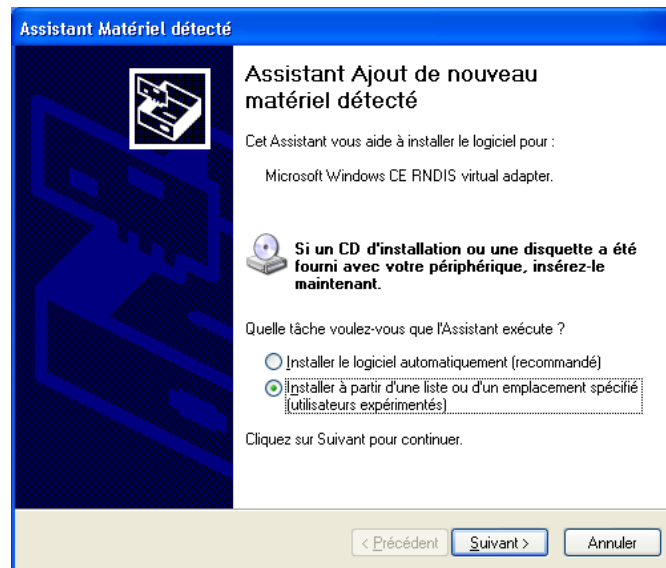 Assistant Matériel détecté
Assistant Ajout de nouveau
matériel détecté
Cet Assistant vous aide à installer le logiciel pour :
Microsoft Windows CE RNDIS virtual adapter.
Si un CD d'installation ou une disquette a été
fourni avec votre périphérique, insérez-le
maintenant.
Quelle tâche voulez-vous que l'Assistant exécute ?
Installer le logiciel automatiquement (recommandé)
Installer à partir d'une liste ou d'un emplacement spécifié
(utilisateurs expérimentés)
Cliquez sur Suivant pour continuer.
< Précédent Suivant > Annuler